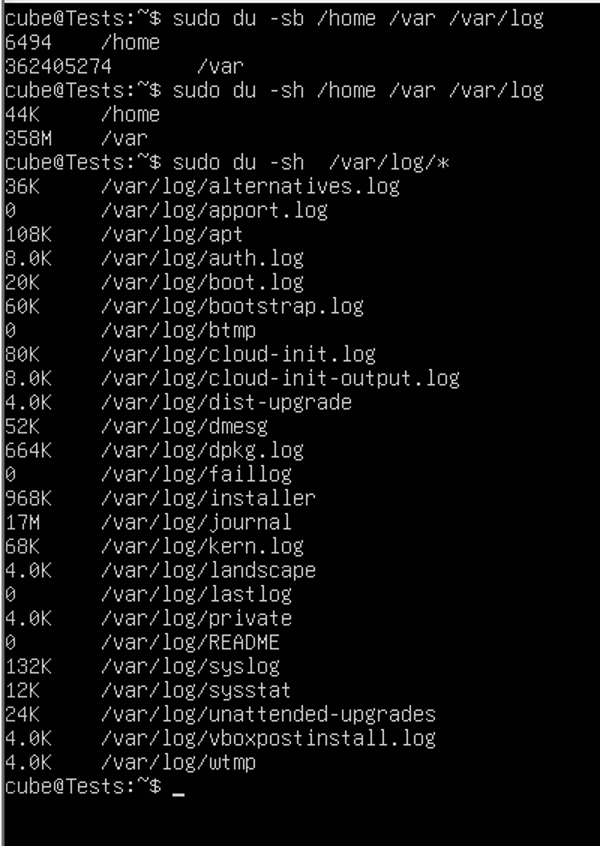 cube@Tests:~$ sudo du -sb /home /var /var/log
6494    /home
362405274       /var
cube@Tests:~$ sudo du -sh /home /var /var/log
44K     /home
358M    /var
cube@Tests:~$ sudo du -sh  /var/log/*
36K     /var/log/alternatives.log
0       /var/log/apport.log
108K    /var/log/apt
8.0K    /var/log/auth.log
20K     /var/log/boot.log
60K     /var/log/bootstrap.log
0       /var/log/btmp
80K     /var/log/cloud-init.log
8.0K    /var/log/cloud-init-output.log
4.0K    /var/log/dist-upgrade
52K     /var/log/dmesg
664K    /var/log/dpkg.log
0       /var/log/faillog
968K    /var/log/installer
17M     /var/log/journal
68K     /var/log/kern.log
4.0K    /var/log/landscape
0       /var/log/lastlog
4.0K    /var/log/private
0       /var/log/README
132K    /var/log/syslog
12K     /var/log/sysstat
24K     /var/log/unattended-upgrades
4.0K    /var/log/vboxpostinstall.log
4.0K    /var/log/wtmp
cube@Tests:~$ _